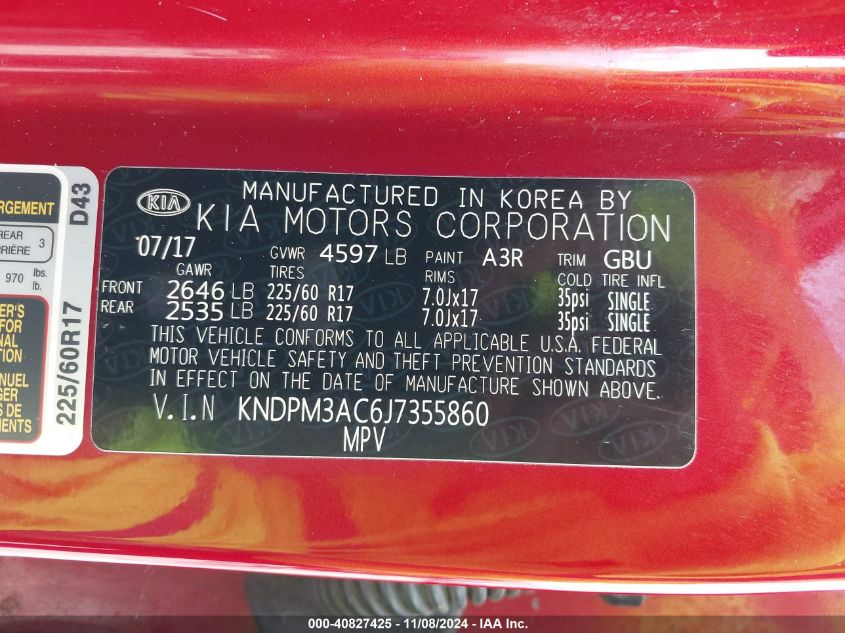 KIA
MANUFACTURED IN KOREA BY
KIA MOTORS CORPORATION
07/17 GVWR 4597 LB PAINT A3R TRIM GBU
GAWR TIRES RIMS COLD TIRE INFL
FRONT 2646 LB 225/60 R17 7.0Jx17 35psi SINGLE
REAR 2535 LB 225/60 R17 7.0Jx17 35psi SINGLE
THIS VEHICLE CONFORMS TO ALL APPLICABLE U.S.A. FEDERAL
MOTOR VEHICLE SAFETY AND THEFT PREVENTION STANDARDS
IN EFFECT ON THE DATE OF MANUFACTURE SHOWN ABOVE.
V.I.N KNDPM3AC6J7355860
MPV
REAR
3
970 lbs.
lb.
FOR
225/60R17 D43
000-40827425 - 11/08/2024 - IAA, Inc.